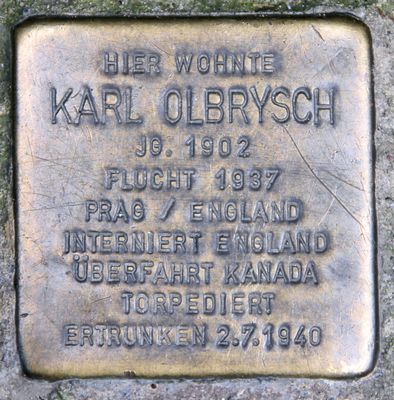 HIER WOHNTE
KARL OLBRYSCH
JG. 1902
FLUCHT 1937
PRAG / ENGLAND
INTERNIERT ENGLAND
ÜBERFAHRT KANADA
TORPEDIERT
ERTRUNKEN 2.7.1940